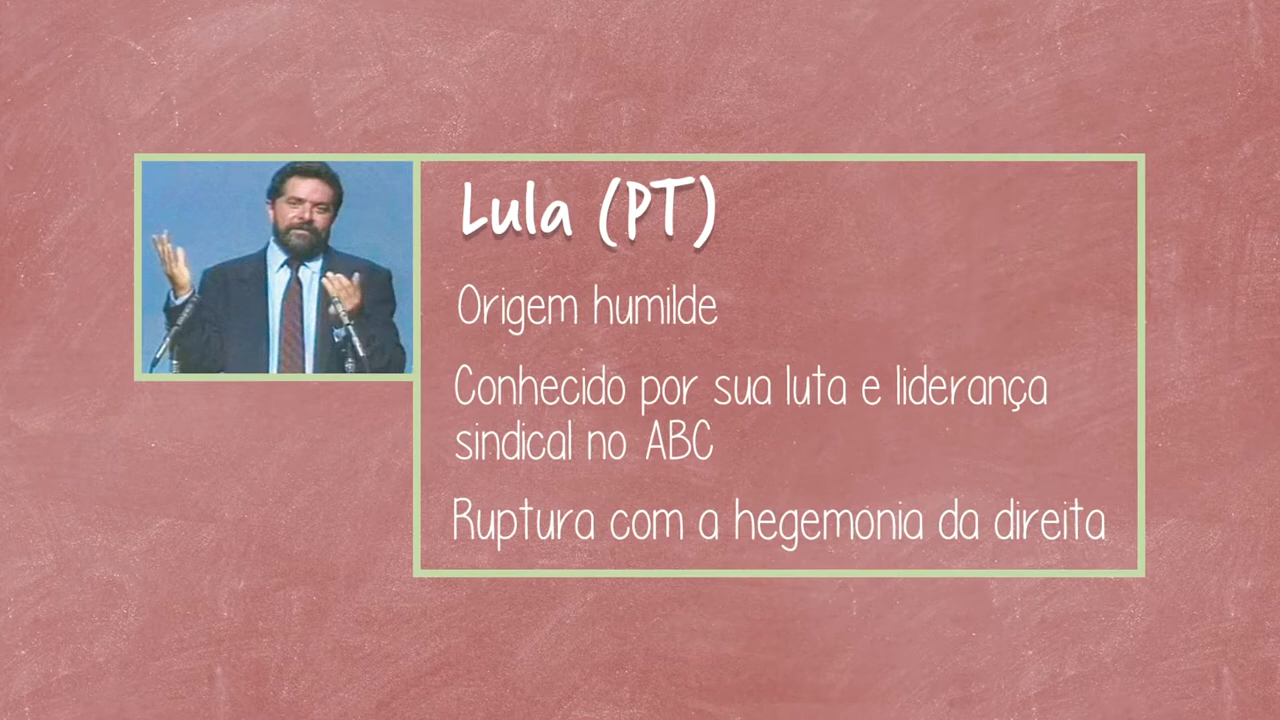 Lula (PT)
Origem humilde
Conhecido por sua luta e liderança
sindical no ABC
Ruptura com a hegemonia da direita